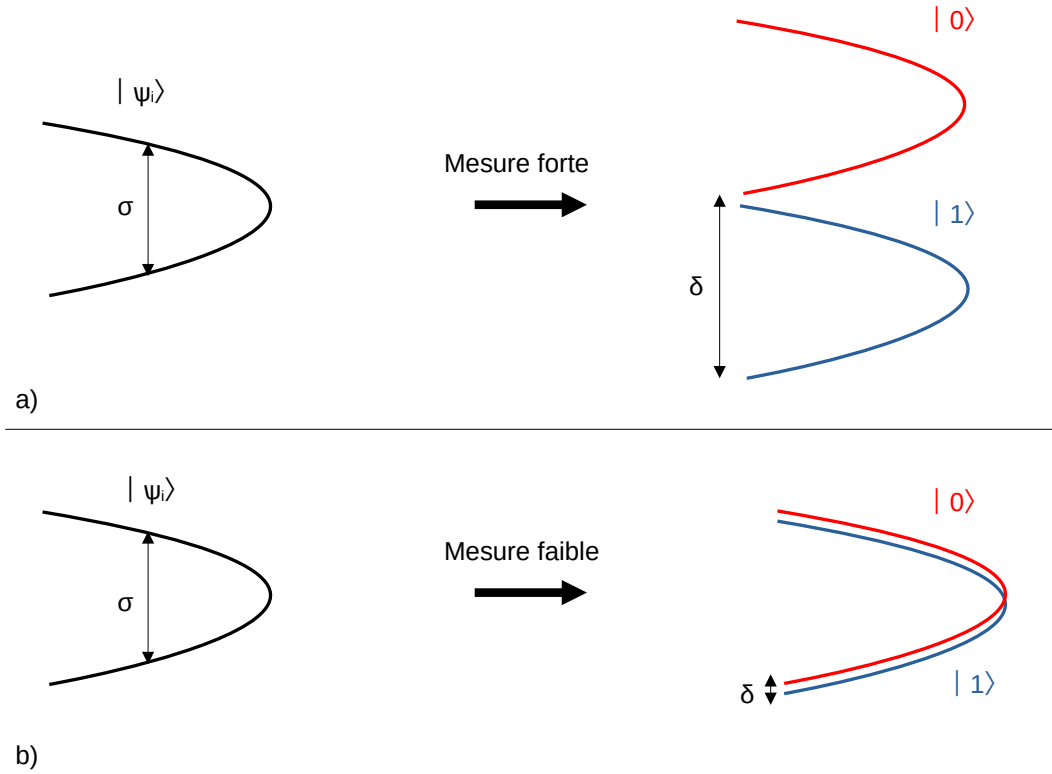 | ψᵢ⟩
σ
Mesure forte
| 0⟩
| 1⟩
δ
a)
| ψᵢ⟩
σ
Mesure faible
| 0⟩
| 1⟩
δ
b)